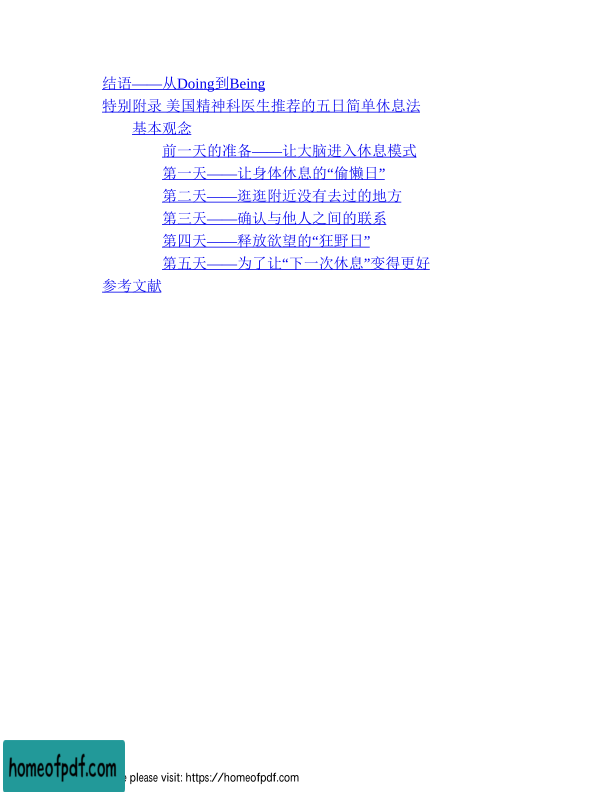 结语——从Doing到Being
特别附录 美国精神科医生推荐的五日简单休息法
基本观念
前一天的准备——让大脑进入休息模式
第一天——让身体休息的“偷懒日”
第二天——逛逛附近没有去过的地方
第三天——确认与他人之间的联系
第四天——释放欲望的“狂野日”
第五天——为了让“下一次休息”变得更好
参考文献
homeofpdf.com
please visit: https://homeofpdf.com